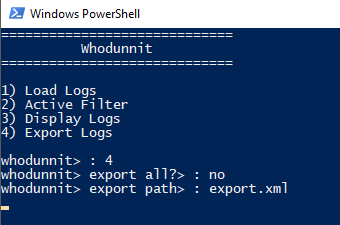 Windows PowerShell
=============================
Whodunnit
=============================
1) Load Logs
2) Active Filter
3) Display Logs
4) Export Logs
whodunnit> : 4
whodunnit> export all?> : no
whodunnit> export path> : export.xml